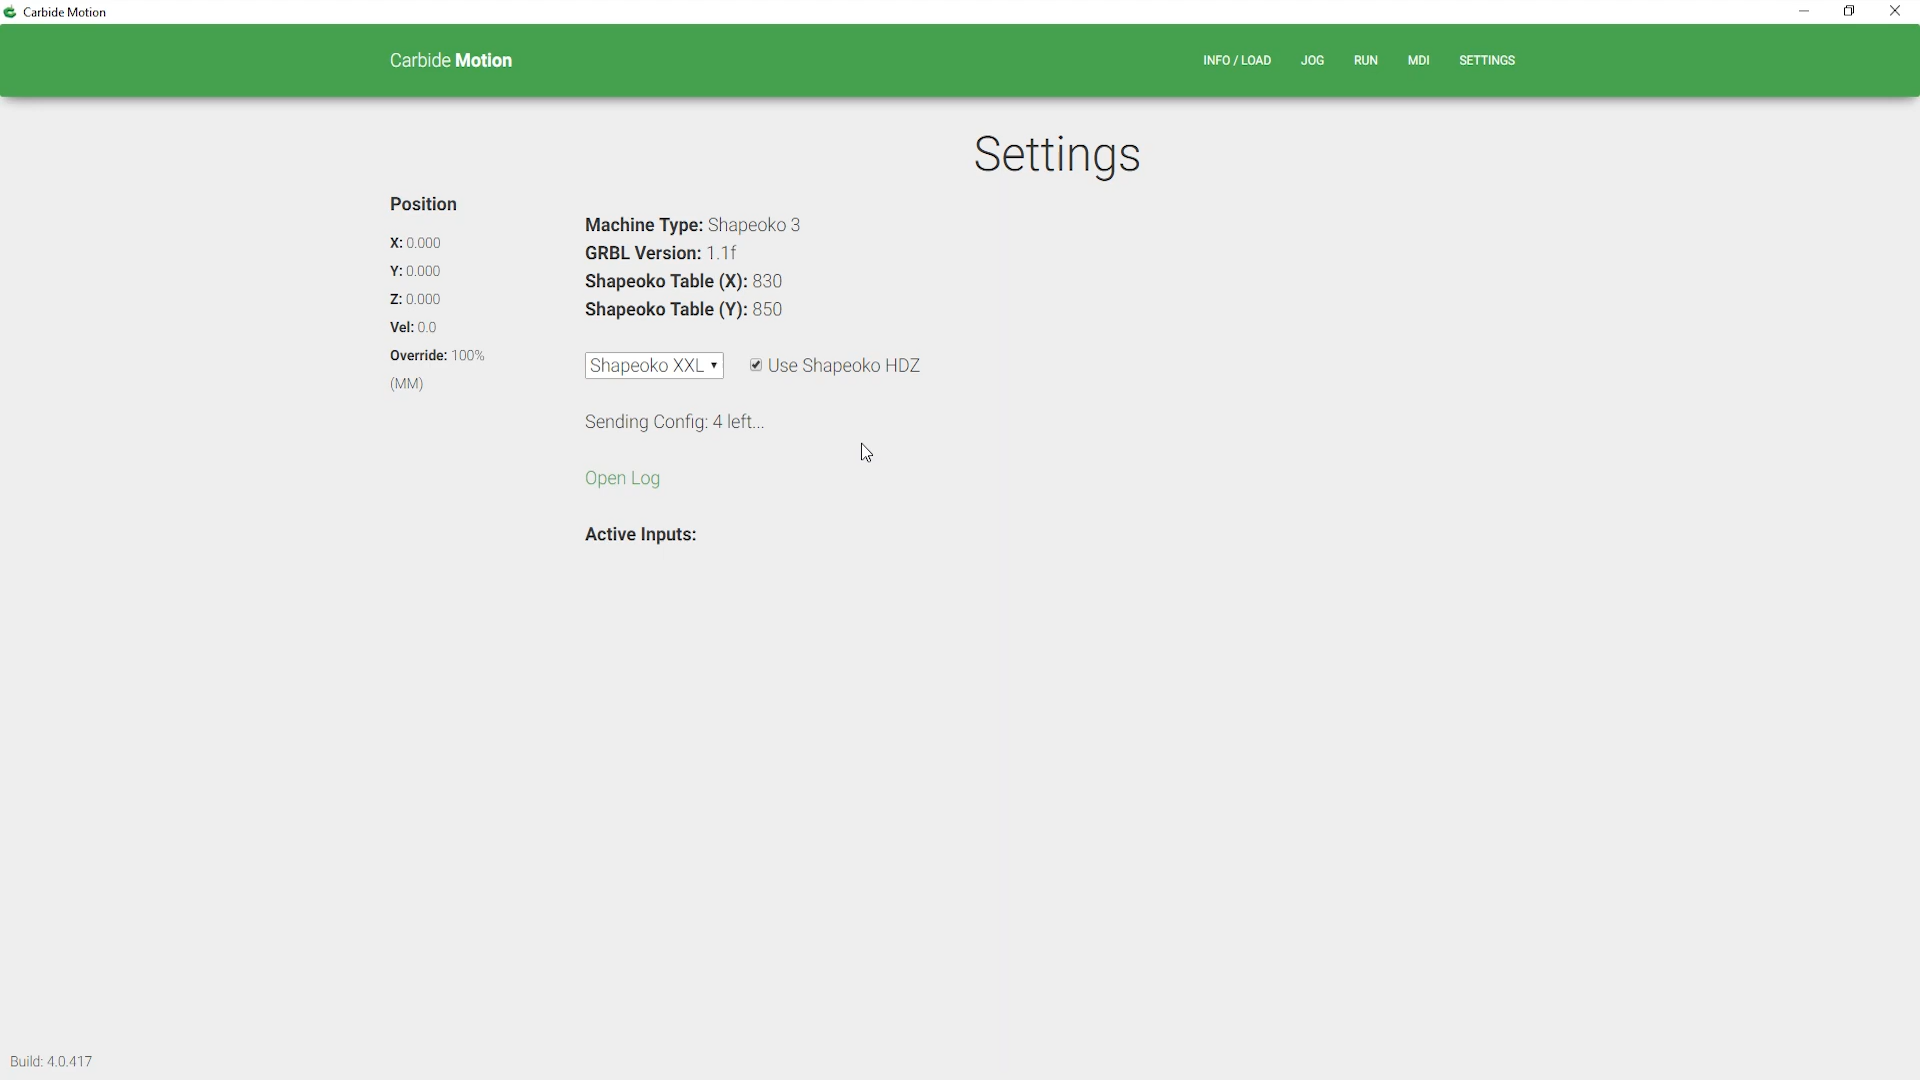 Carbide Motion
Carbide Motion
INFO / LOAD JOG RUN MDI SETTINGS
Settings
Position
X: 0.000
Y: 0.000
Z: 0.000
Vel: 0.0
Override: 100%
(MM)
Machine Type: Shapeoko 3
GRBL Version: 1.1f
Shapeoko Table (X): 830
Shapeoko Table (Y): 850
Shapeoko XXL Use Shapeoko HDZ
Sending Config: 4 left...
Open Log
Active Inputs:
Build: 4.0.417